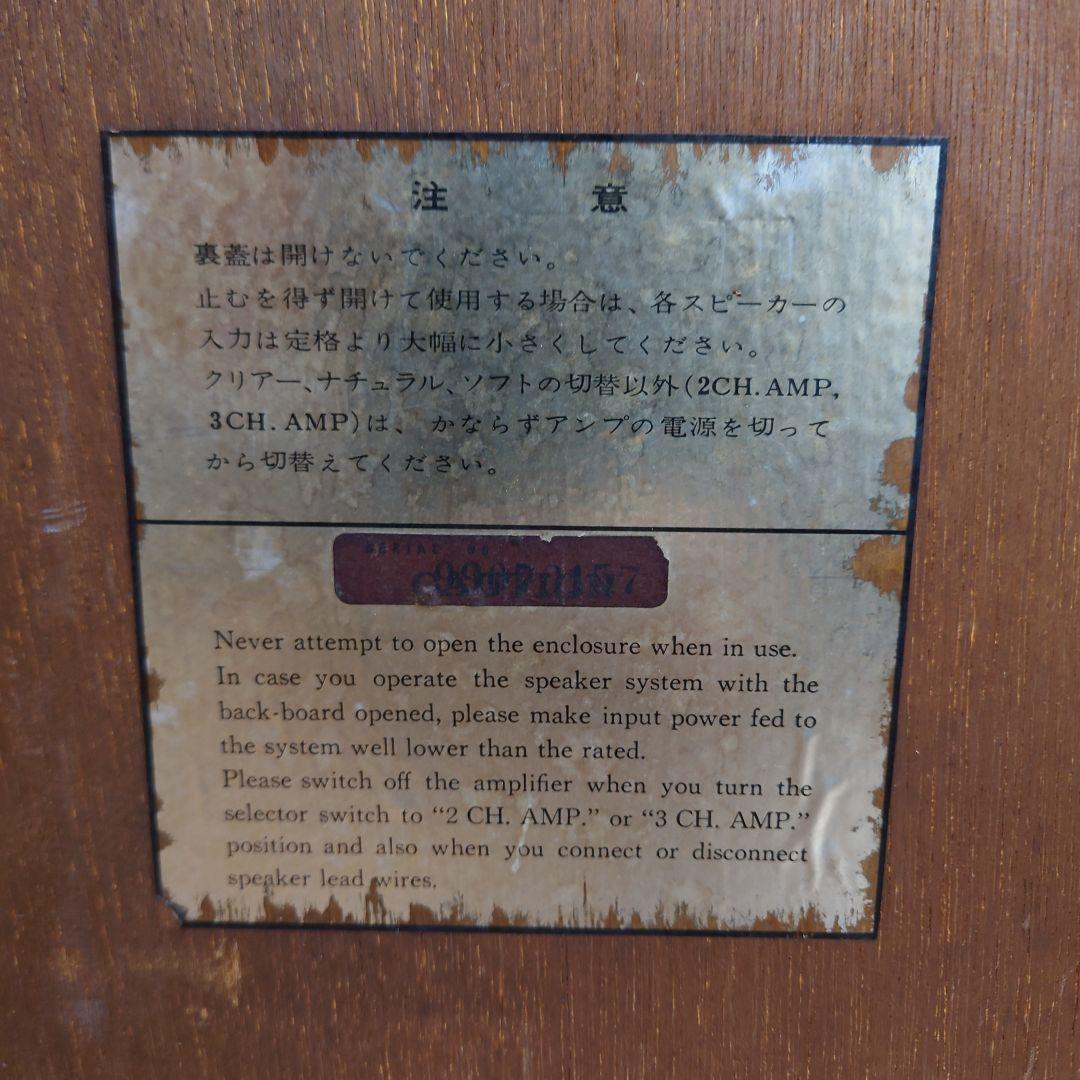 注 意
裏蓋は開けないでください。
止むを得ず開けて使用する場合は、各スピーカーの
入力は定格より大幅に小さくしてください。
クリアー、ナチュラル、ソフトの切替以外(2CH. AMP,
3CH. AMP)は、かならずアンプの電源を切って
から切替えてください。
SERIAL
CAUTION
Never attempt to open the enclosure when in use.
In case you operate the speaker system with the
back-board opened, please make input power fed to
the system well lower than the rated.
Please switch off the amplifier when you turn the
selector switch to “2 CH. AMP.” or “3 CH. AMP.”
position and also when you connect or disconnect
speaker lead wires.